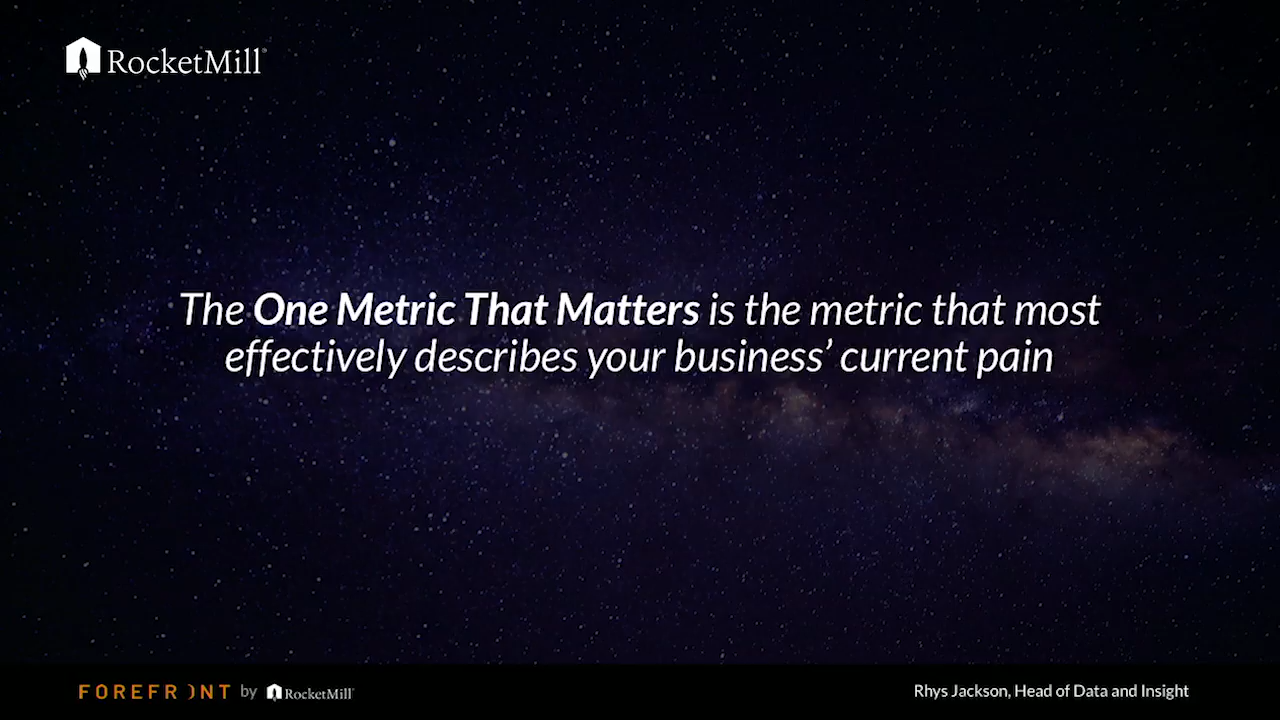 RocketMill®
The One Metric That Matters is the metric that most
effectively describes your business’ current pain
FOREFRONT by RocketMill®
Rhys Jackson, Head of Data and Insight